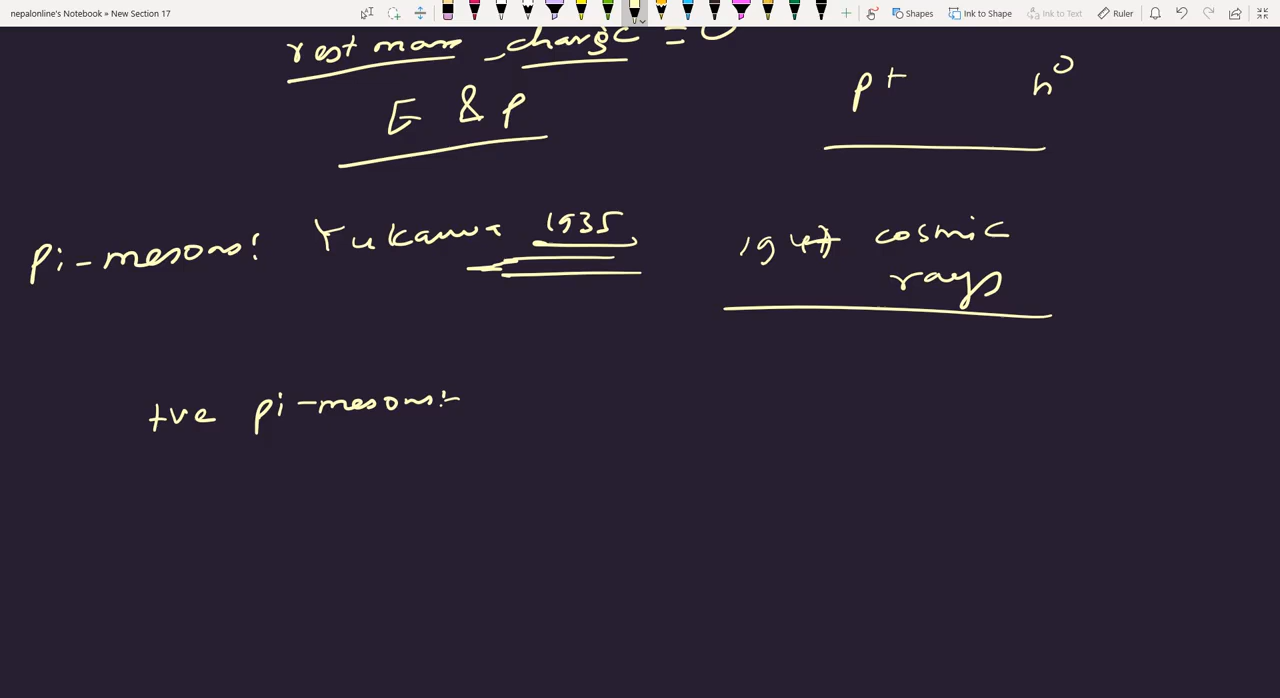 nepalonline's Notebook » New Section 17
Shapes
Ink to Shape
Ink to Text
Ruler
rest mass, charge = 0
E & p
p+ n0
Pi-mesons: Yukawa 1935
1947 cosmic
rays
+ve pi-mesons:-